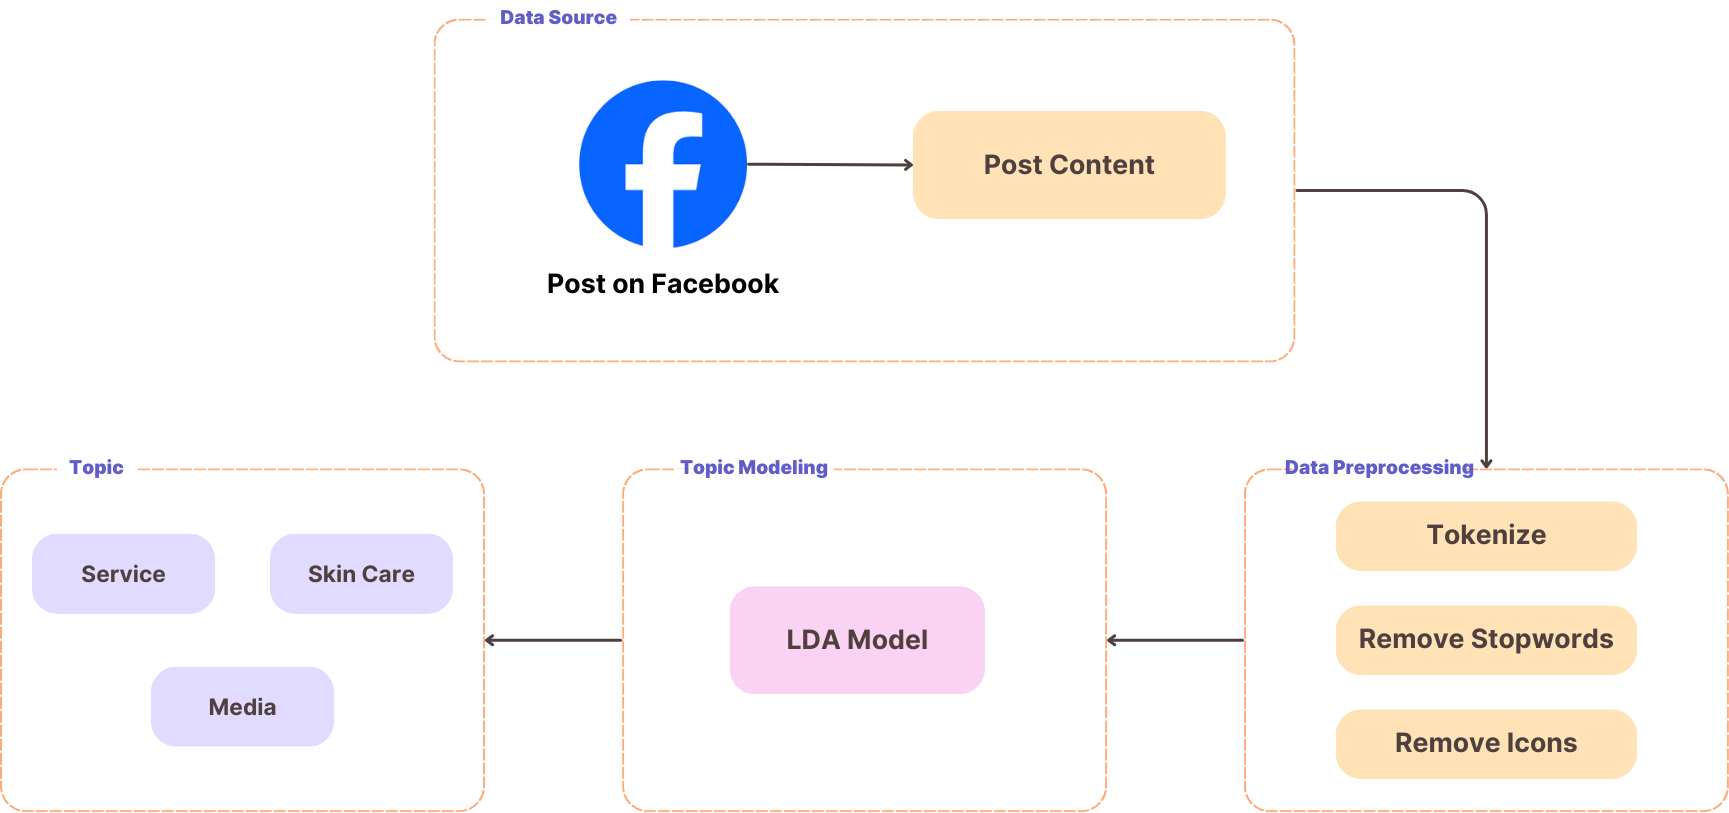 Data Source
Post Content
Post on Facebook
Topic
Service
Skin Care
Media
Topic Modeling
LDA Model
Data Preprocessing
Tokenize
Remove Stopwords
Remove Icons